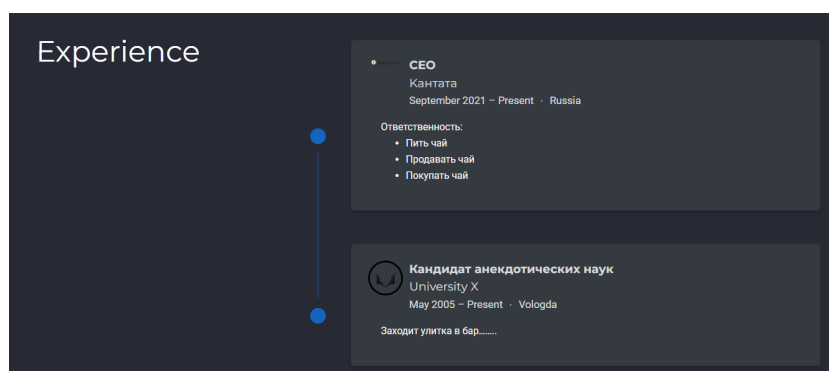 Experience
CEO
Кантата
September 2021 – Present · Russia
Ответственность:
• Пить чай
• Продавать чай
• Покупать чай
Кандидат анекдотических наук
University X
May 2005 – Present · Vologda
Заходит улитка в бар........